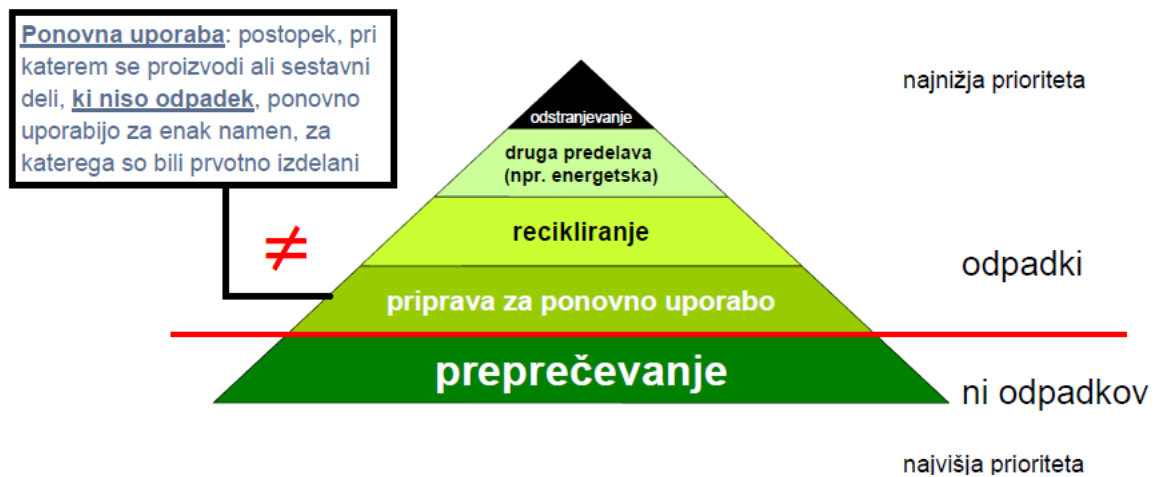 Ponovna uporaba: postopek, pri
katerem se proizvodi ali sestavni
deli, ki niso odpadek, ponovno
uporabijo za enak namen, za
katerega so bili prvotno izdelani
≠
odstranjevanje
druga predelava
(npr. energetska)
recikliranje
priprava za ponovno uporabo
preprečevanje
najnižja prioriteta
odpadki
ni odpadkov
najvišja prioriteta